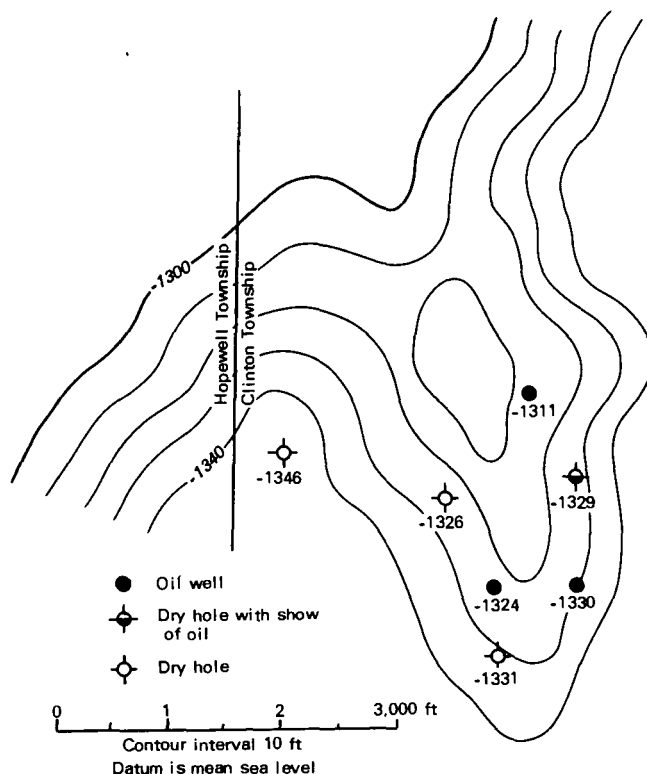 -1300
Hopewell Township
Clinton Township
-1340
-1311
-1346
-1326
-1329
-1324
-1330
-1331
Oil well
Dry hole with show
of oil
Dry hole
0 1 2 3,000 ft
Contour interval 10 ft
Datum is mean sea level